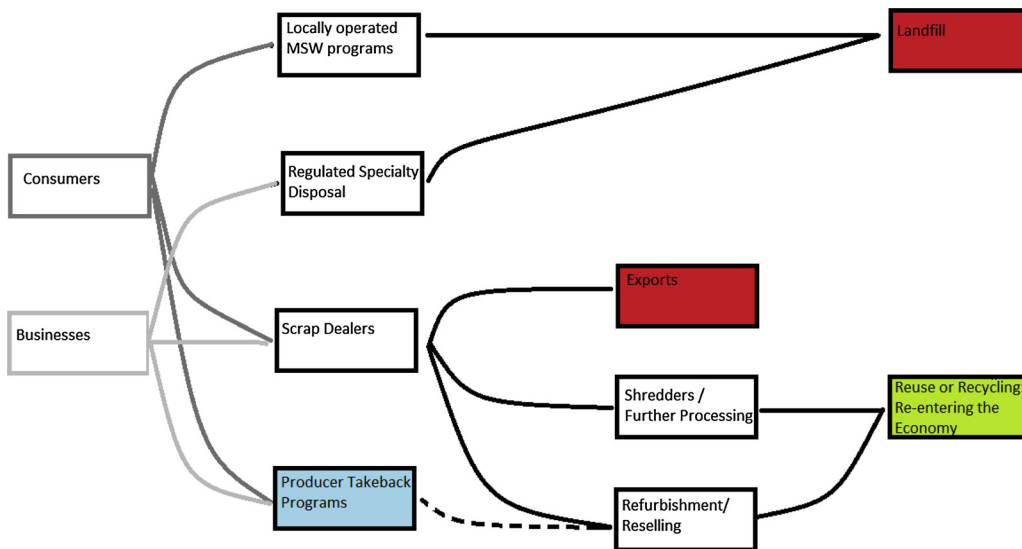 Locally operated
MSW programs
Landfill
Consumers
Regulated Specialty
Disposal
Exports
Businesses
Scrap Dealers
Shredders /
Further Processing
Reuse or Recycling
Re-entering the
Economy
Producer Takeback
Programs
Refurbishment/
Reselling